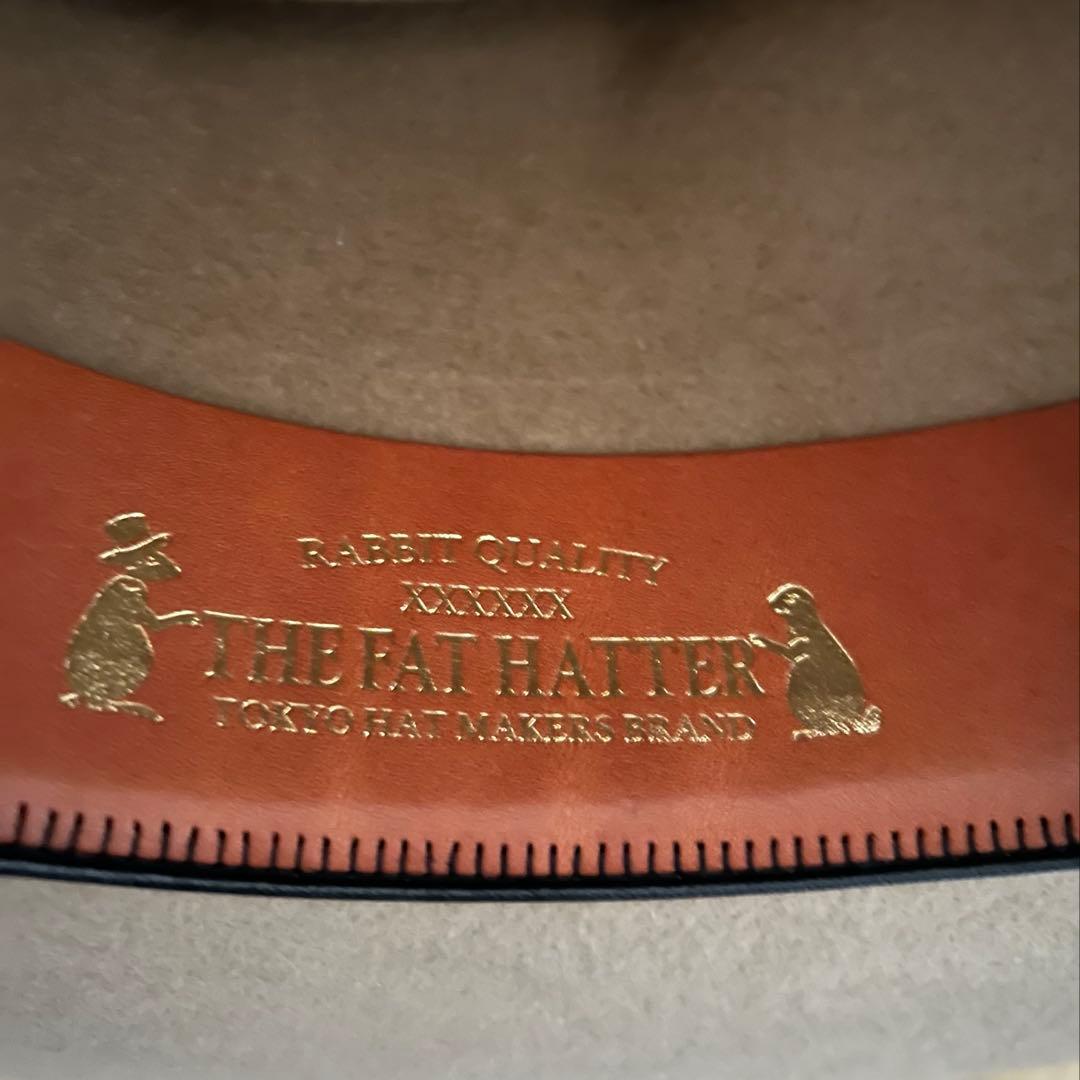 RABBIT QUALITY
XXXXXX
THE FAT HATTER
TOKYO HAT MAKERS BRAND